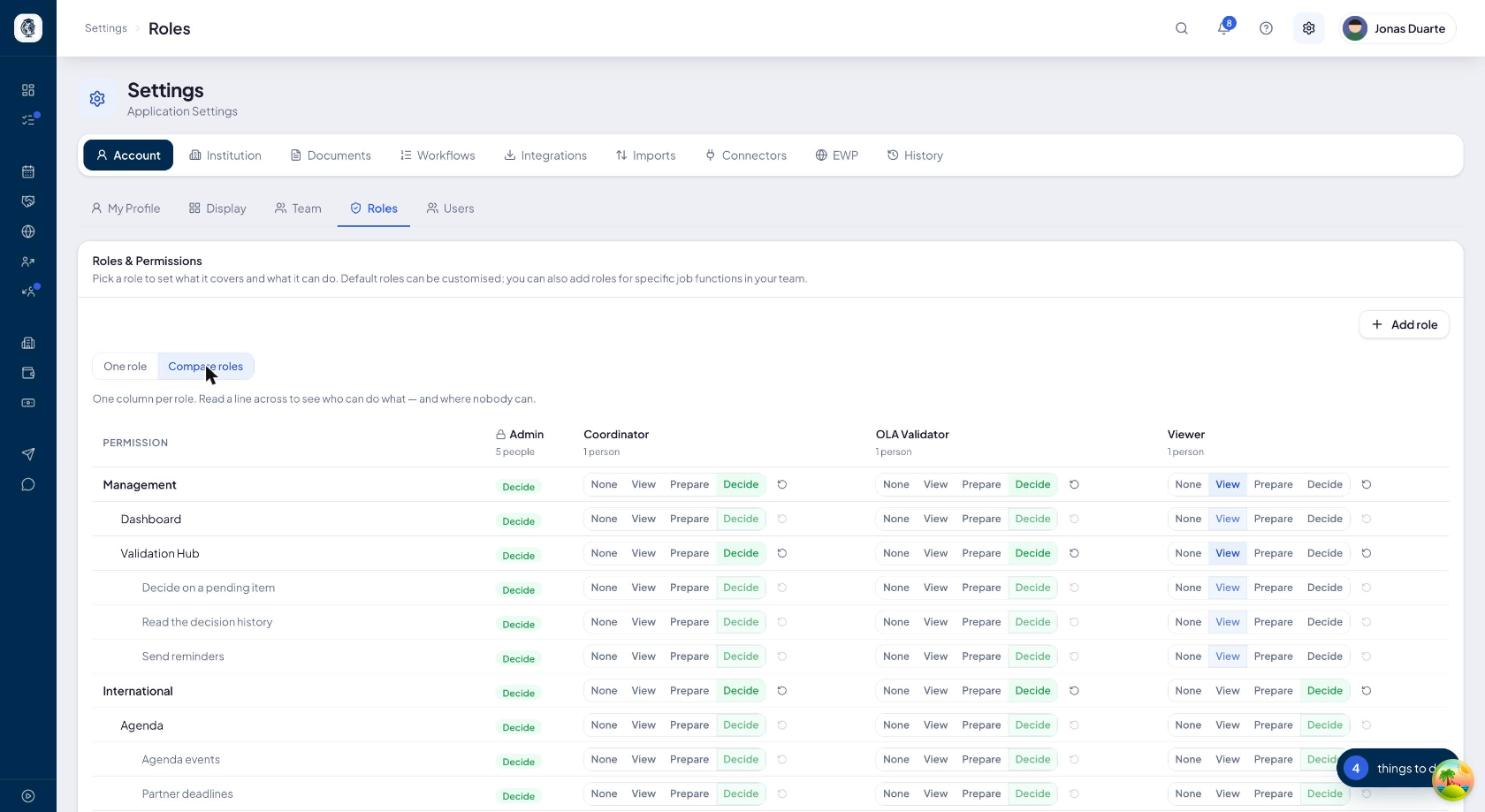 Settings > Roles
8
Jonas Duarte
Settings
Application Settings
Account Institution Documents Workflows Integrations Imports Connectors EWP History
My Profile Display Team Roles Users
Roles & Permissions
Pick a role to set what it covers and what it can do. Default roles can be customised; you can also add roles for specific job functions in your team.
+ Add role
One role Compare roles
One column per role. Read a line across to see who can do what — and where nobody can.
PERMISSION Admin Coordinator OLA Validator Viewer
5 people 1 person 1 person 1 person
Management Decide None View Prepare Decide None View Prepare Decide None View Prepare Decide
Dashboard Decide None View Prepare Decide None View Prepare Decide None View Prepare Decide
Validation Hub Decide None View Prepare Decide None View Prepare Decide None View Prepare Decide
Decide on a pending item Decide None View Prepare Decide None View Prepare Decide None View Prepare Decide
Read the decision history Decide None View Prepare Decide None View Prepare Decide None View Prepare Decide
Send reminders Decide None View Prepare Decide None View Prepare Decide None View Prepare Decide
International Decide None View Prepare Decide None View Prepare Decide None View Prepare Decide
Agenda Decide None View Prepare Decide None View Prepare Decide None View Prepare Decide
Agenda events Decide None View Prepare Decide None View Prepare Decide None View Prepare
4 things to
Partner deadlines Decide None View Prepare Decide None View Prepare Decide None View Prepare Decide